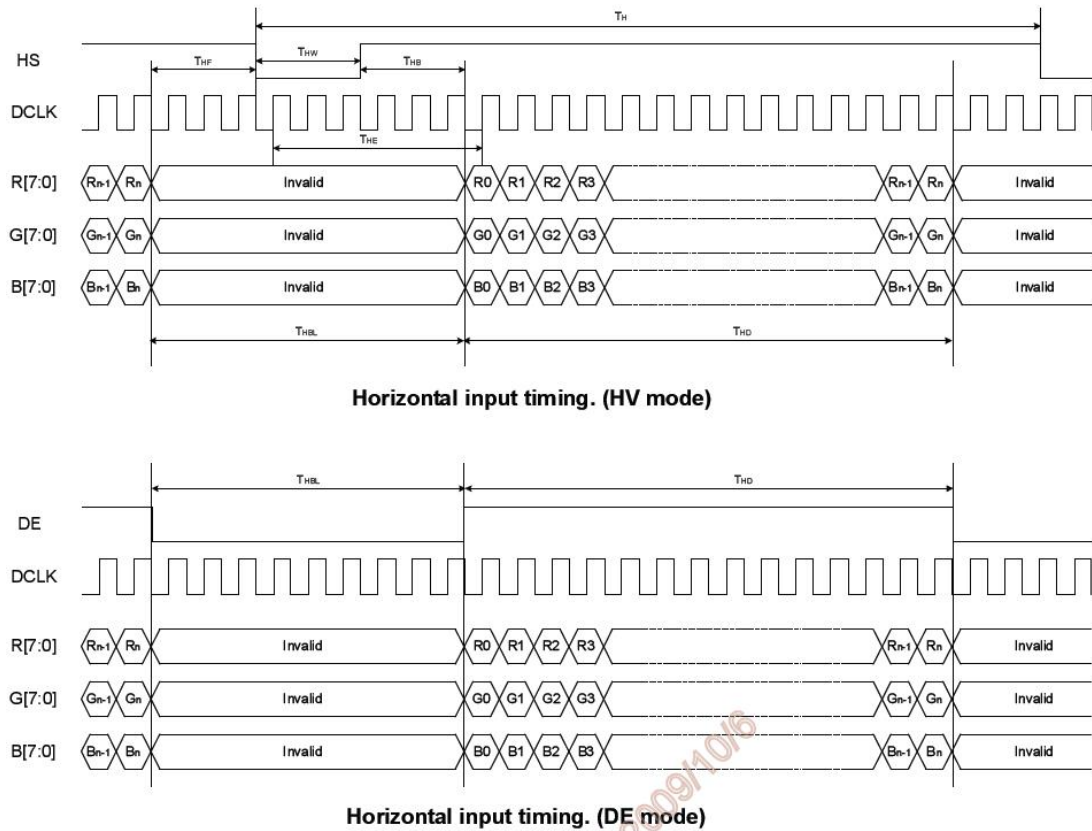 TH
HS
THF
THW
THB
DCLK
THE
R[7:0] Rn-1 Rn Invalid R0 R1 R2 R3 Rn-1 Rn Invalid
G[7:0] Gn-1 Gn Invalid G0 G1 G2 G3 Gn-1 Gn Invalid
B[7:0] Bn-1 Bn Invalid B0 B1 B2 B3 Bn-1 Bn Invalid
THBL THD
Horizontal input timing. (HV mode)
THBL THD
DE
DCLK
R[7:0] Rn-1 Rn Invalid R0 R1 R2 R3 Rn-1 Rn Invalid
G[7:0] Gn-1 Gn Invalid G0 G1 G2 G3 Gn-1 Gn Invalid
B[7:0] Bn-1 Bn Invalid B0 B1 B2 B3 Bn-1 Bn Invalid
2009/10/6
Horizontal input timing. (DE mode)